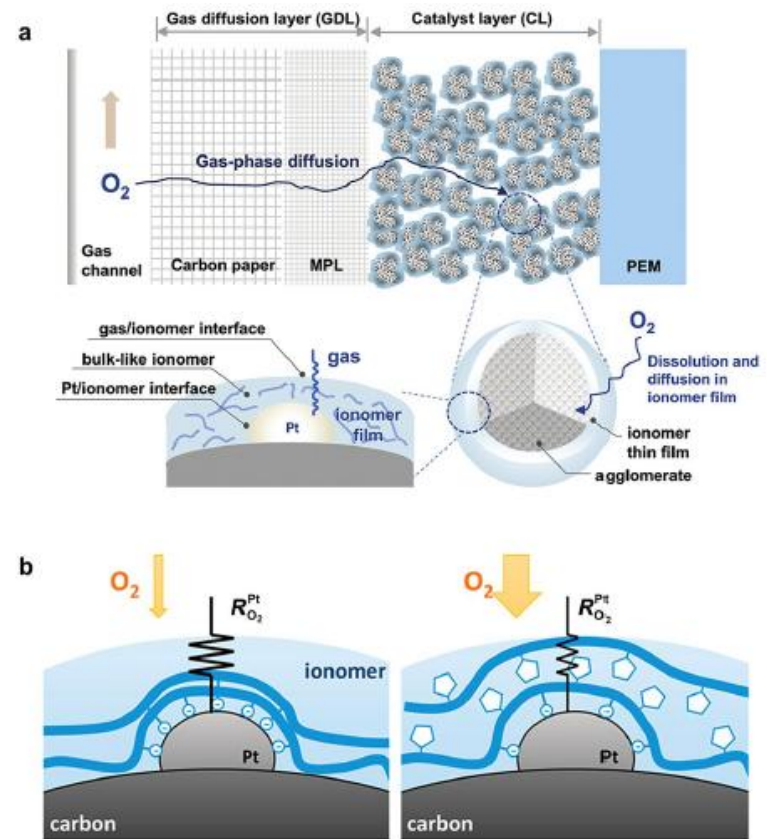 a
Gas diffusion layer (GDL)
Catalyst layer (CL)
Gas-phase diffusion
O₂
Gas
channel
Carbon paper
MPL
PEM
gas/ionomer interface
bulk-like ionomer
Pt/ionomer interface
gas
Pt
ionomer
film
O₂
Dissolution and
diffusion in
ionomer film
ionomer
thin film
agglomerate
b
O₂
R Pt O₂
ionomer
Pt
carbon
O₂
R Pt O₂
Pt
carbon